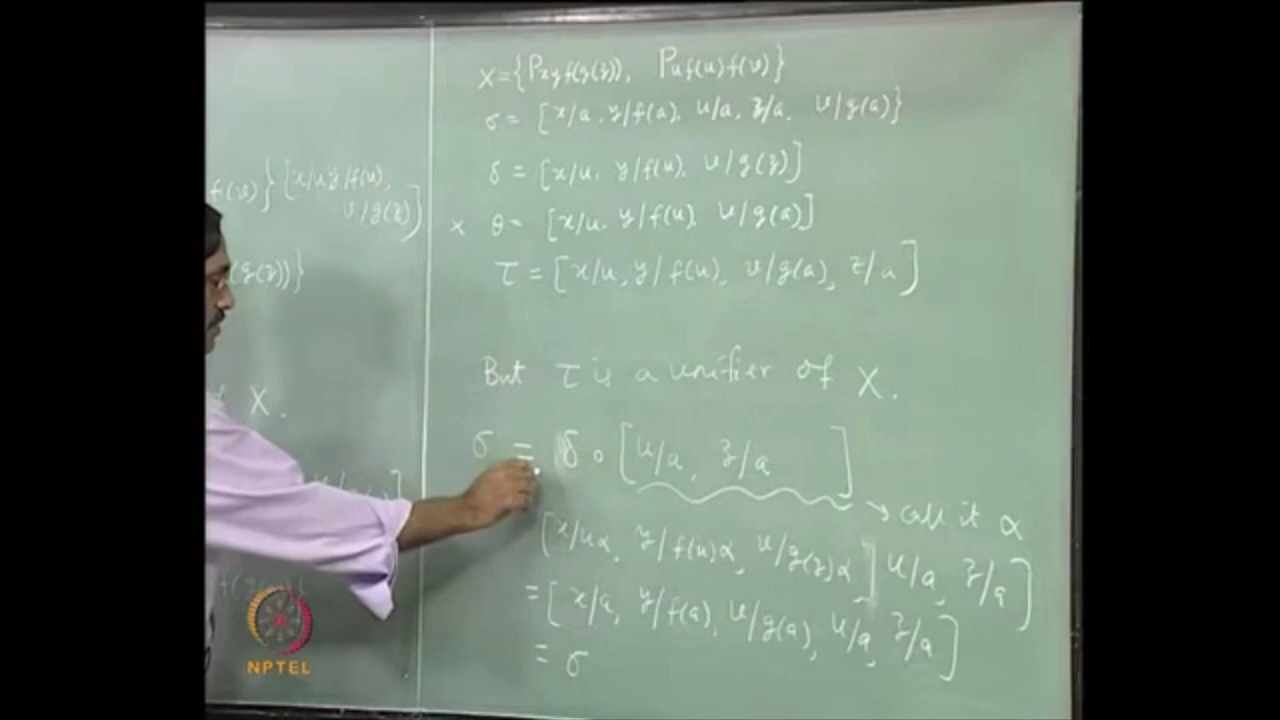 f(v)} [x/u y/f(u),
v/g(z)]
(g(z))}
X.
X = {Pxyf(g(z)), Puf(u)f(v)}
σ = [x/a, y/f(a), u/a, z/a, v/g(a)}
δ = [x/u, y/f(u), v/g(z)]
× θ = [x/u, y/f(u), v/g(a)]
τ = [x/u, y/f(u), v/g(a), z/a]
But τ is a unifier of X.
σ = δ ∘ [u/a, z/a ]
→ call it α
[x/uα, y/f(u)α, v/g(z)α ] u/a, z/a]
= [x/a, y/f(a), v/g(a), u/a, z/a]
= σ
NPTEL